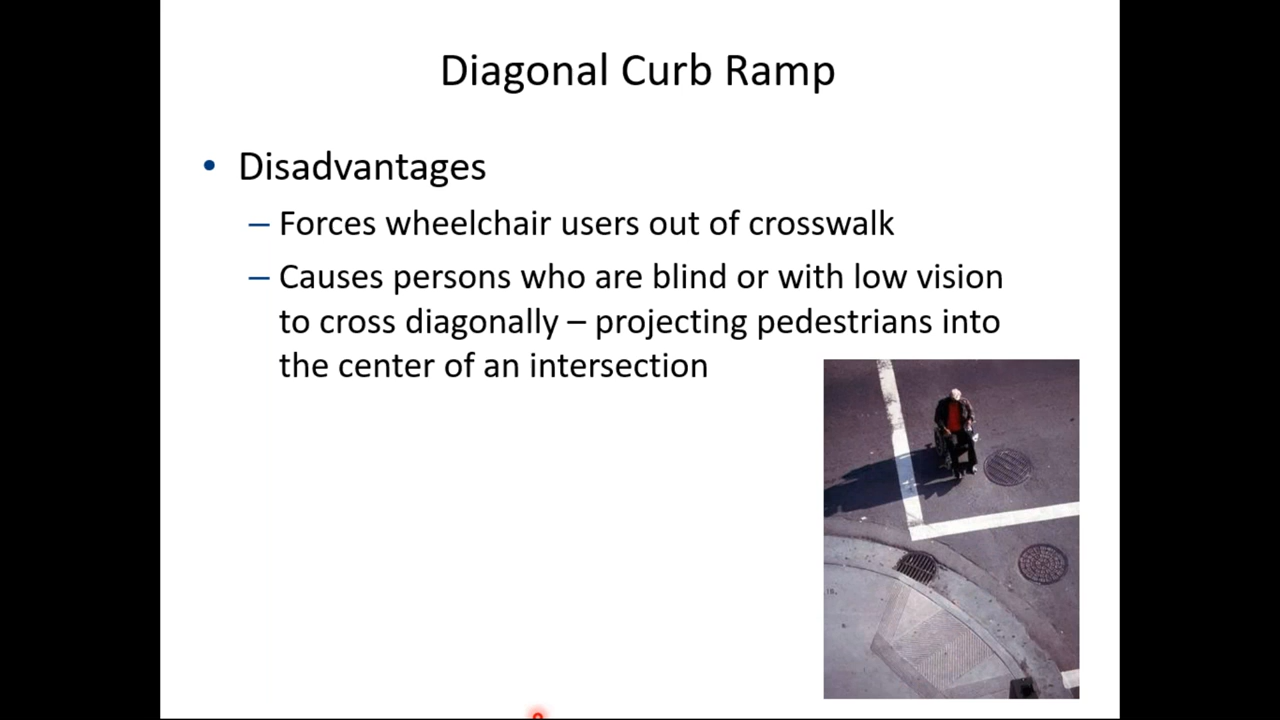 Diagonal Curb Ramp
• Disadvantages
– Forces wheelchair users out of crosswalk
– Causes persons who are blind or with low vision
to cross diagonally – projecting pedestrians into
the center of an intersection